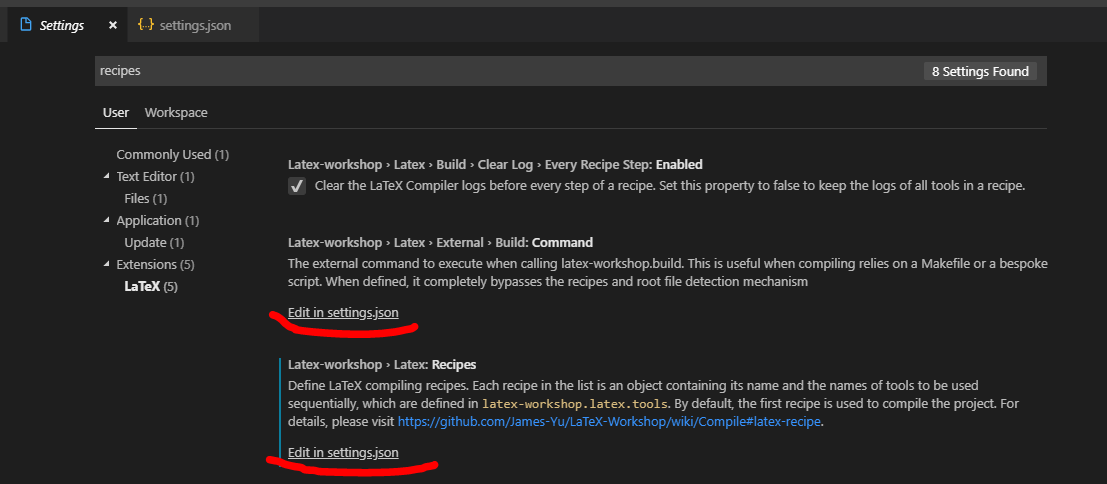 Settings × {..} settings.json
recipes 8 Settings Found
User Workspace
Commonly Used (1)
Text Editor (1)
Files (1)
Application (1)
Update (1)
Extensions (5)
LaTeX (5)
Latex-workshop › Latex › Build › Clear Log › Every Recipe Step: Enabled
Clear the LaTeX Compiler logs before every step of a recipe. Set this property to false to keep the logs of all tools in a recipe.
Latex-workshop › Latex › External › Build: Command
The external command to execute when calling latex-workshop.build. This is useful when compiling relies on a Makefile or a bespoke
script. When defined, it completely bypasses the recipes and root file detection mechanism
Edit in settings.json
Latex-workshop › Latex: Recipes
Define LaTeX compiling recipes. Each recipe in the list is an object containing its name and the names of tools to be used
sequentially, which are defined in latex-workshop.latex.tools. By default, the first recipe is used to compile the project. For
details, please visit https://github.com/James-Yu/LaTeX-Workshop/wiki/Compile#latex-recipe.
Edit in settings.json